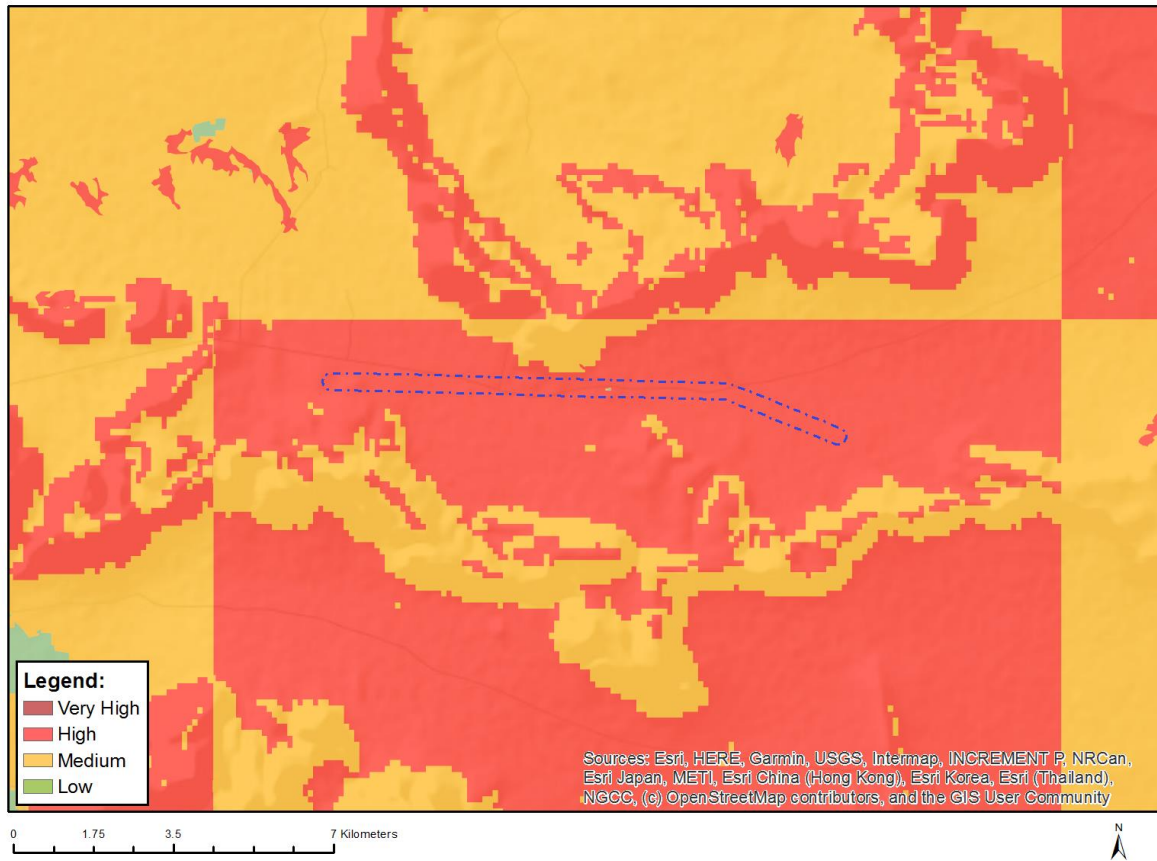 Legend:
Very High
High
Medium
Low
Sources: Esri, HERE, Garmin, USGS, Intermap, INCREMENT P, NRCan,
Esri Japan, METI, Esri China (Hong Kong), Esri Korea, Esri (Thailand),
NGCC, (c) OpenStreetMap contributors, and the GIS User Community
0 1.75 3.5 7 Kilometers
N